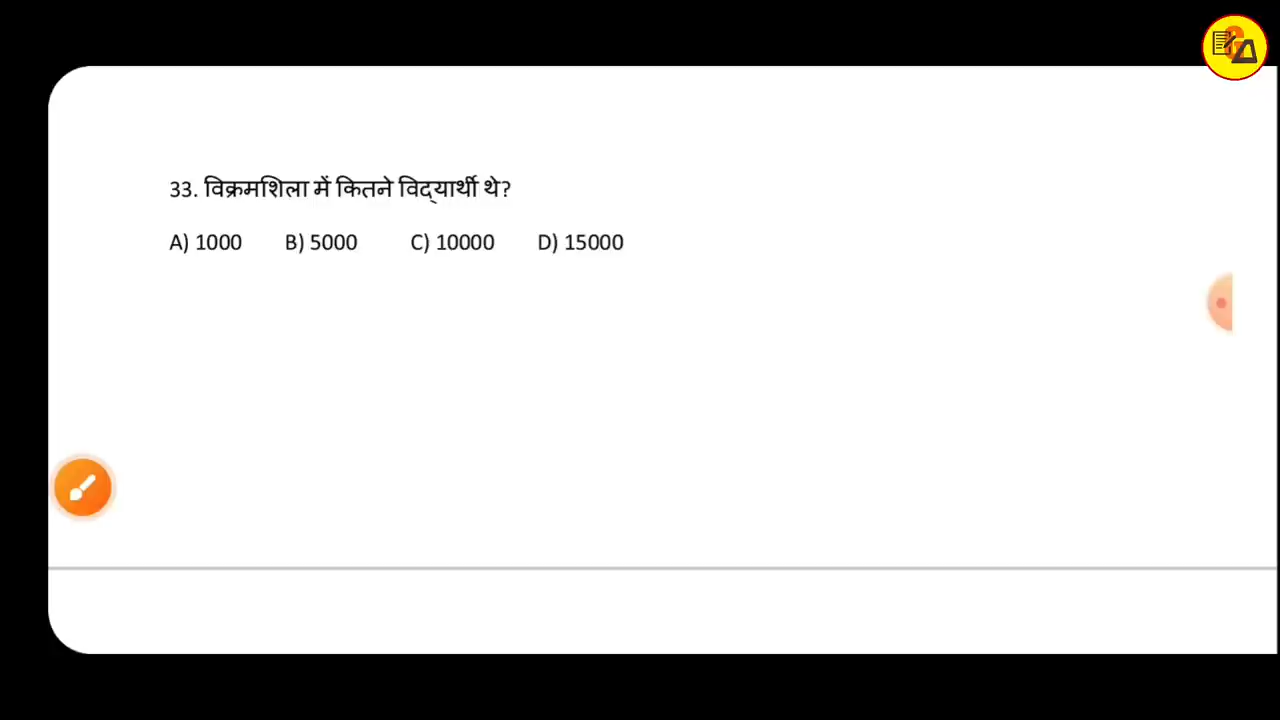 33. विक्रमशिला में कितने विद्‌यार्थी थे?
A) 1000 B) 5000 C) 10000 D) 15000